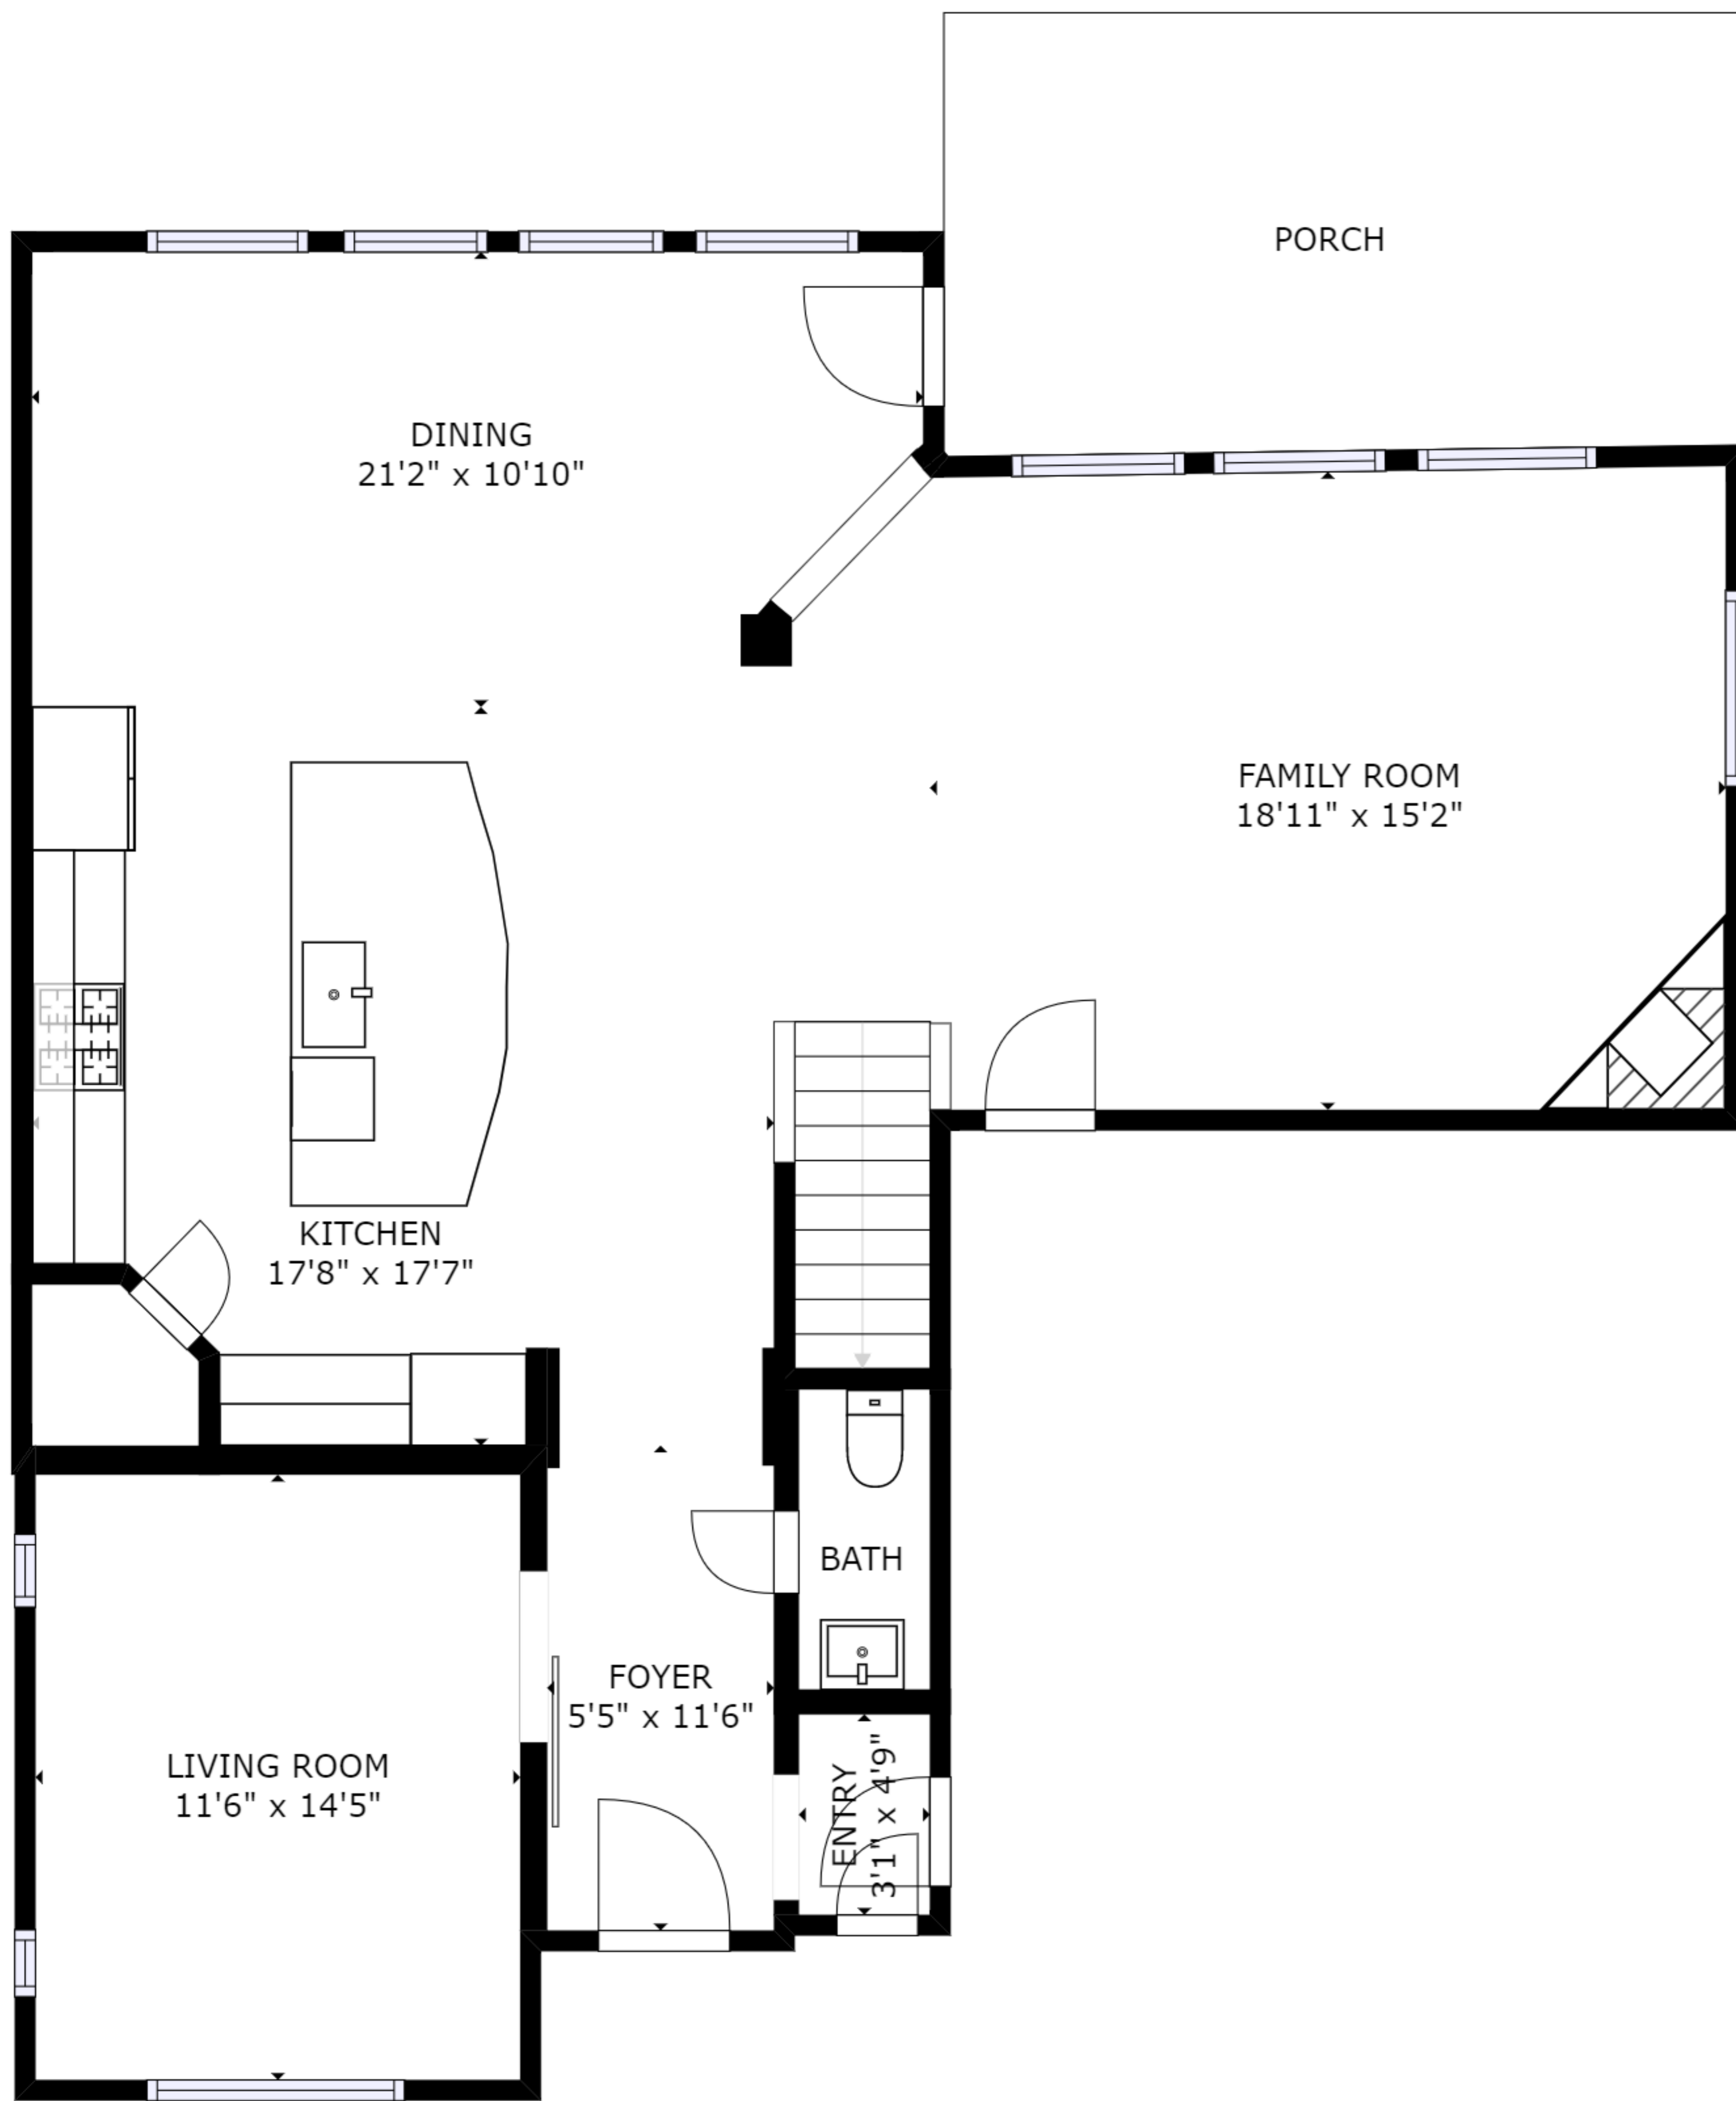 PORCH
DINING
21'2" x 10'10"
FAMILY ROOM
18'11" x 15'2"
KITCHEN
17'8" x 17'7"
BATH
FOYER
5'5" x 11'6"
LIVING ROOM
11'6" x 14'5"
ENTRY
3'1" x 4'9"